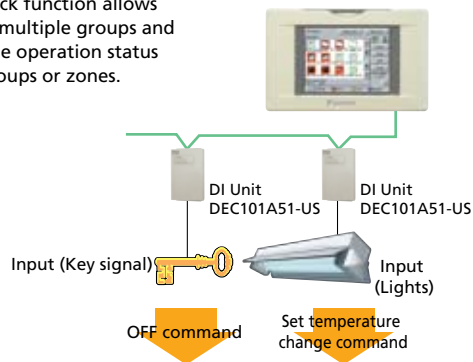 ck function allows
multiple groups and
e operation status
oups or zones.
DI Unit
DEC101A51-US
DI Unit
DEC101A51-US
Input (Key signal)
Input
(Lights)
OFF command
Set temperature
change command